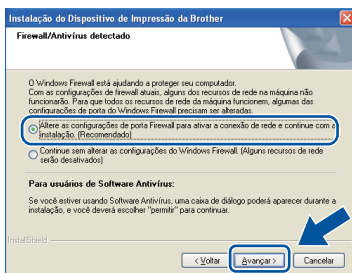 Instalação do Dispositivo de Impressão da Brother
Firewall/Antivírus detectado
O Windows Firewall está ajudando a proteger seu computador.
Com as configurações de firewall atuais, alguns dos recursos de rede na máquina não
funcionarão. Para que todos os recursos de rede da máquina funcionem, algumas das
configurações de porta do Windows Firewall precisam ser alteradas.
Altere as configurações de porta Firewall para ativar a conexão de rede e continue com a
instalação. (Recomendado)
Continue sem alterar as configurações do Windows Firewall. (Alguns recursos de rede
serão desativados)
Para usuários de Software Antivírus:
Se você estiver usando Software Antivírus, uma caixa de diálogo poderá aparecer durante a
instalação, e você deverá escolher "permitir" para continuar.
InstallShield
< Voltar
Avançar >
Cancelar